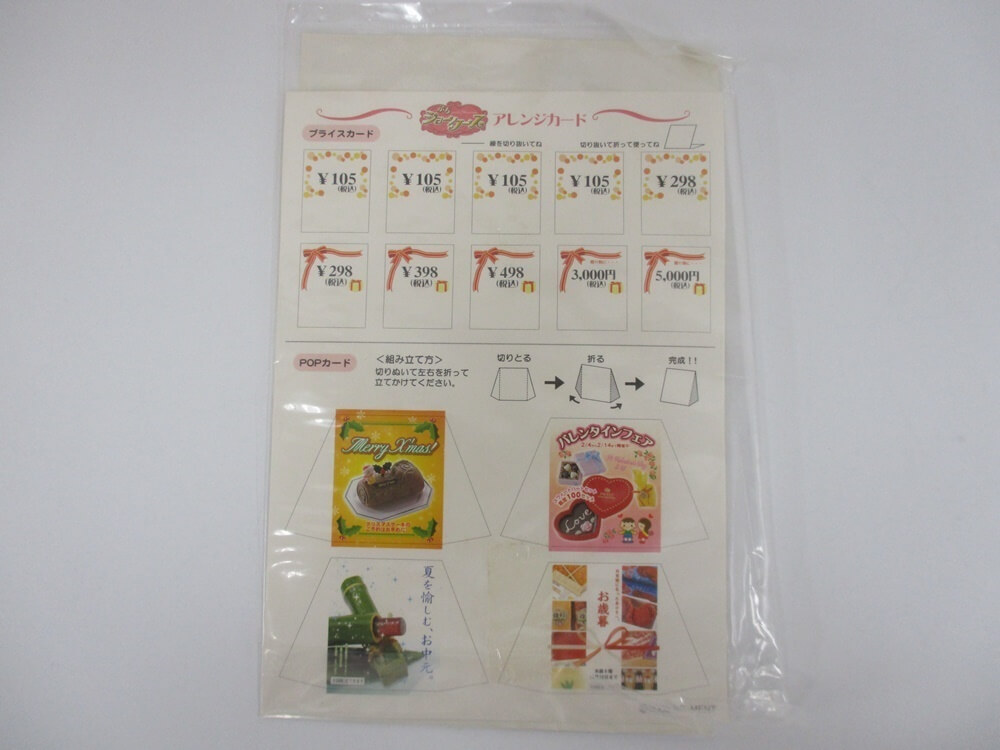 アレンジカード
プライスカード
線を切り抜いてね
切り抜いて折って使ってね
¥105
(税込)
¥105
(税込)
¥105
(税込)
¥105
(税込)
¥298
(税込)
¥298
(税込)
¥398
(税込)
¥498
(税込)
3,000円
(税込)
5,000円
(税込)
POPカード
<組み立て方>
切りぬいて左右を折って
立てかけてください。
切りとる
折る
完成!!
Merry X'mas!
バレンタインフェア
Love
夏を愉しむ、お中元。
お歳暮